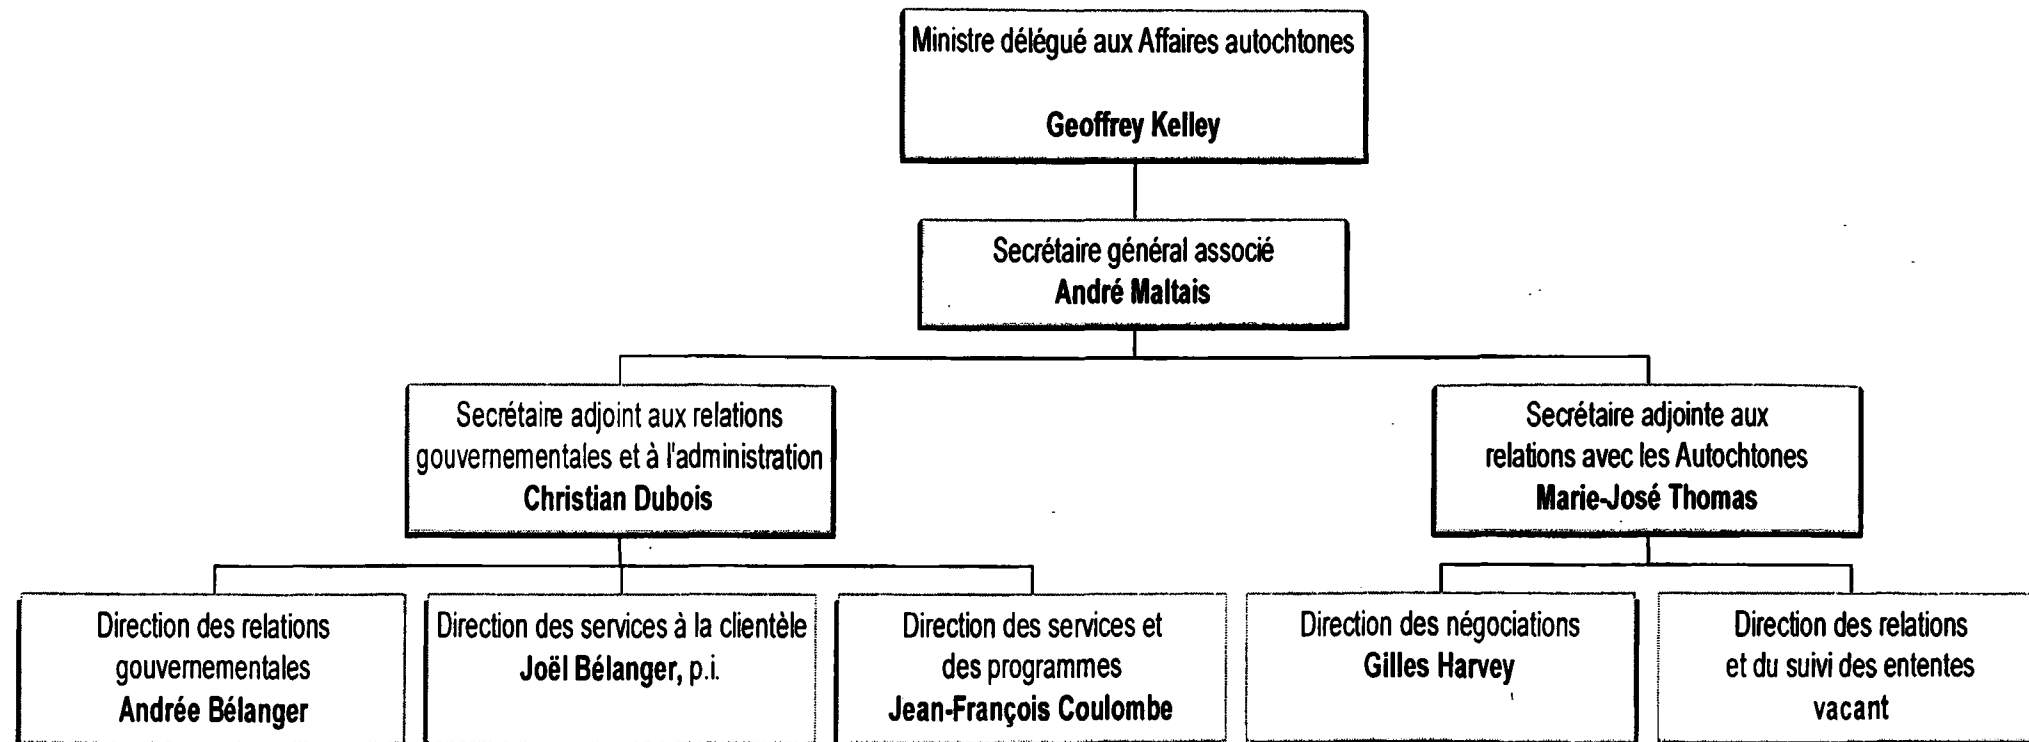 Ministre délégué aux Affaires autochtones
Geoffrey Kelley
Secrétaire général associé
André Maltais
Secrétaire adjoint aux relations
gouvernementales et à l'administration
Christian Dubois
Secrétaire adjointe aux
relations avec les Autochtones
Marie-José Thomas
Direction des relations
gouvernementales
Andrée Bélanger
Direction des services à la clientèle
Joël Bélanger, p.i.
Direction des services et
des programmes
Jean-François Coulombe
Direction des négociations
Gilles Harvey
Direction des relations
et du suivi des ententes
vacant